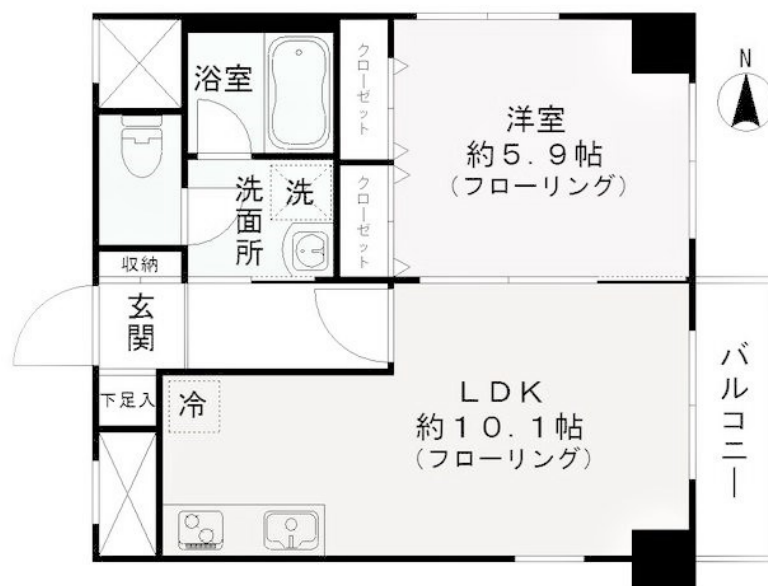 浴室
クローゼット
洋室
約5.9帖
(フローリング)
N
洗面所
洗
クローゼット
収納
玄関
下足入
冷
LDK
約10.1帖
(フローリング)
バルコニー